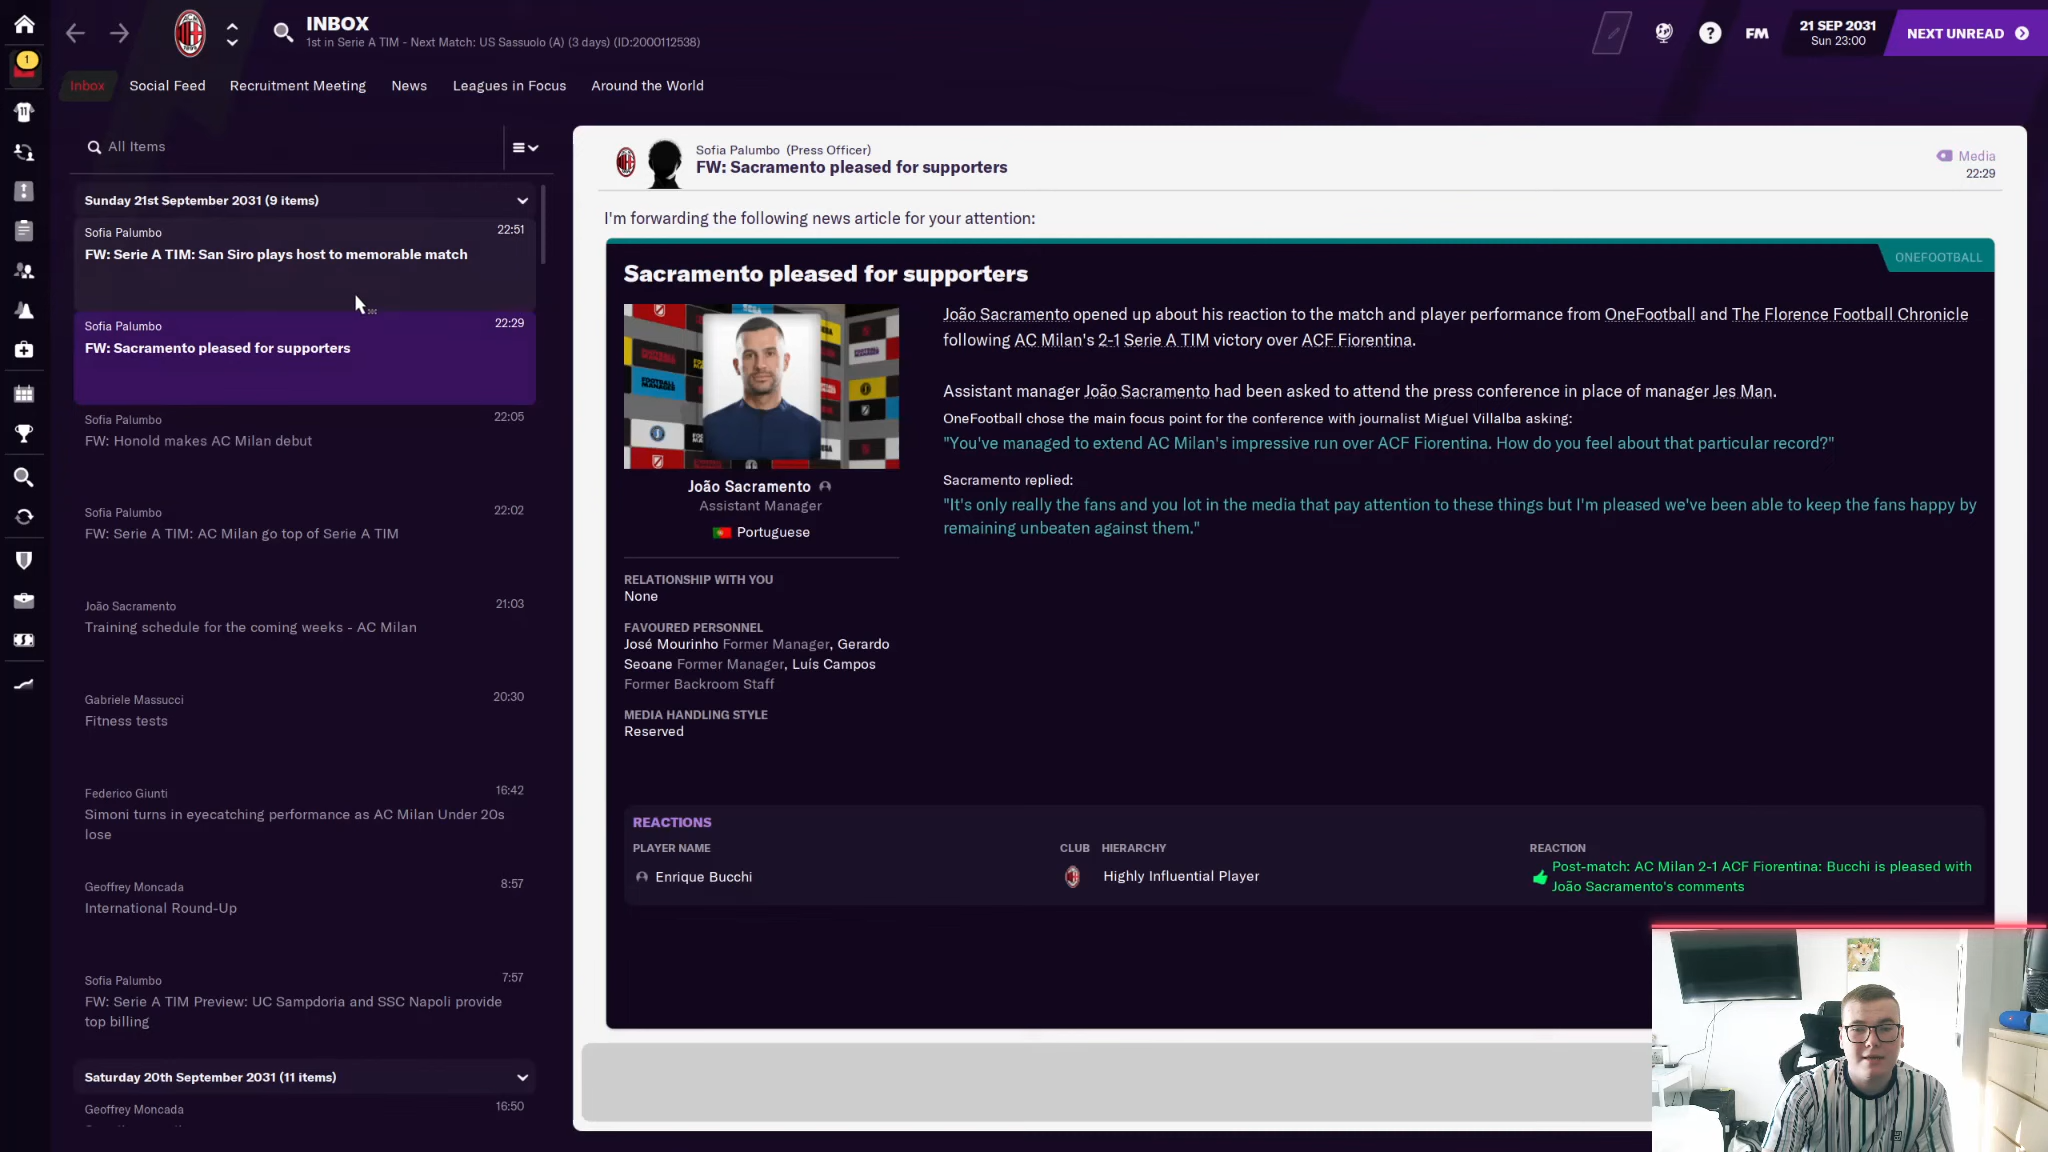 INBOX
1st in Serie A TIM - Next Match: US Sassuolo (A) (3 days) (ID:2000112538)
FM
21 SEP 2031
Sun 23:00
NEXT UNREAD
1
11
Inbox
Social Feed
Recruitment Meeting
News
Leagues in Focus
Around the World
All Items
Sunday 21st September 2031 (9 items)
Sofia Palumbo
22:51
FW: Serie A TIM: San Siro plays host to memorable match
Sofia Palumbo
22:29
FW: Sacramento pleased for supporters
Sofia Palumbo
22:05
FW: Honold makes AC Milan debut
Sofia Palumbo
22:02
FW: Serie A TIM: AC Milan go top of Serie A TIM
João Sacramento
21:03
Training schedule for the coming weeks - AC Milan
Gabriele Massucci
20:30
Fitness tests
Federico Giunti
16:42
Simoni turns in eyecatching performance as AC Milan Under 20s
lose
Geoffrey Moncada
8:57
International Round-Up
Sofia Palumbo
7:57
FW: Serie A TIM Preview: UC Sampdoria and SSC Napoli provide
top billing
Saturday 20th September 2031 (11 items)
Geoffrey Moncada
16:50
Sofia Palumbo (Press Officer)
FW: Sacramento pleased for supporters
Media
22:29
I'm forwarding the following news article for your attention:
ONEFOOTBALL
Sacramento pleased for supporters
João Sacramento
Assistant Manager
Portuguese
RELATIONSHIP WITH YOU
None
FAVOURED PERSONNEL
José Mourinho Former Manager, Gerardo
Seoane Former Manager, Luís Campos
Former Backroom Staff
MEDIA HANDLING STYLE
Reserved
João Sacramento opened up about his reaction to the match and player performance from OneFootball and The Florence Football Chronicle
following AC Milan's 2-1 Serie A TIM victory over ACF Fiorentina.
Assistant manager João Sacramento had been asked to attend the press conference in place of manager Jes Man.
OneFootball chose the main focus point for the conference with journalist Miguel Villalba asking:
"You've managed to extend AC Milan's impressive run over ACF Fiorentina. How do you feel about that particular record?"
Sacramento replied:
"It's only really the fans and you lot in the media that pay attention to these things but I'm pleased we've been able to keep the fans happy by
remaining unbeaten against them."
REACTIONS
PLAYER NAME
CLUB
HIERARCHY
REACTION
Enrique Bucchi
Highly Influential Player
Post-match: AC Milan 2-1 ACF Fiorentina: Bucchi is pleased with
João Sacramento's comments